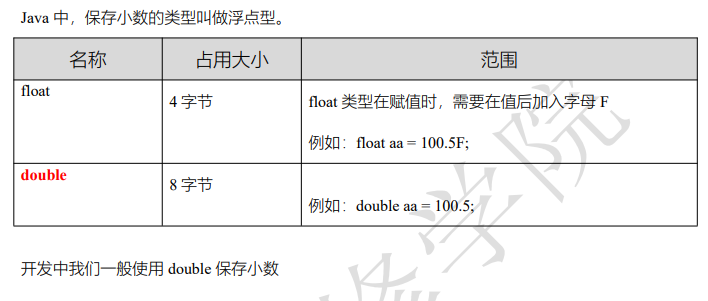 Java 中，保存小数的类型叫做浮点型。
名称 占用大小 范围
float 4 字节 float 类型在赋值时，需要在值后加入字母 F
例如：float aa = 100.5F;
double 8 字节
例如：double aa = 100.5;
开发中我们一般使用 double 保存小数
学院